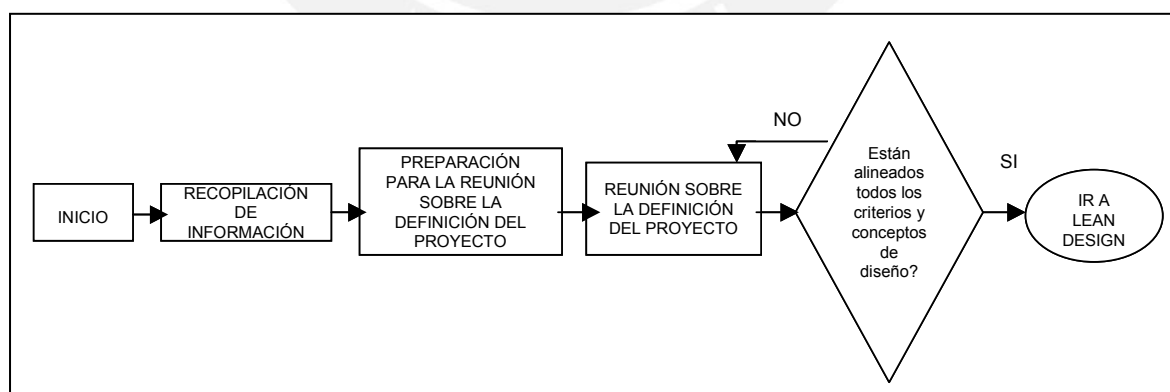 INICIO
RECOPILACIÓN
DE
INFORMACIÓN
PREPARACIÓN
PARA LA REUNIÓN
SOBRE LA
DEFINICIÓN DEL
PROYECTO
REUNIÓN SOBRE
LA DEFINICIÓN
DEL PROYECTO
NO
Están
alineados
todos los
criterios y
conceptos
de
diseño?
SI
IR A
LEAN
DESIGN